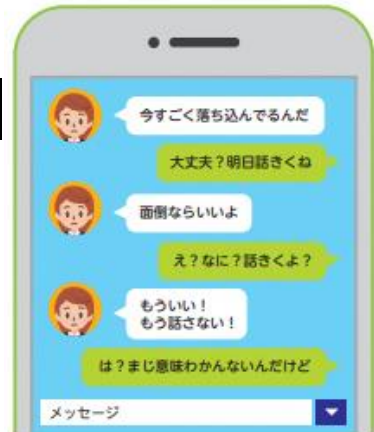 今すごく落ち込んでるんだ
大丈夫？明日話きくね
面倒ならいいよ
え？なに？話きくよ？
もういい！
もう話さない！
は？まじ意味わかんないんだけど
メッセージ